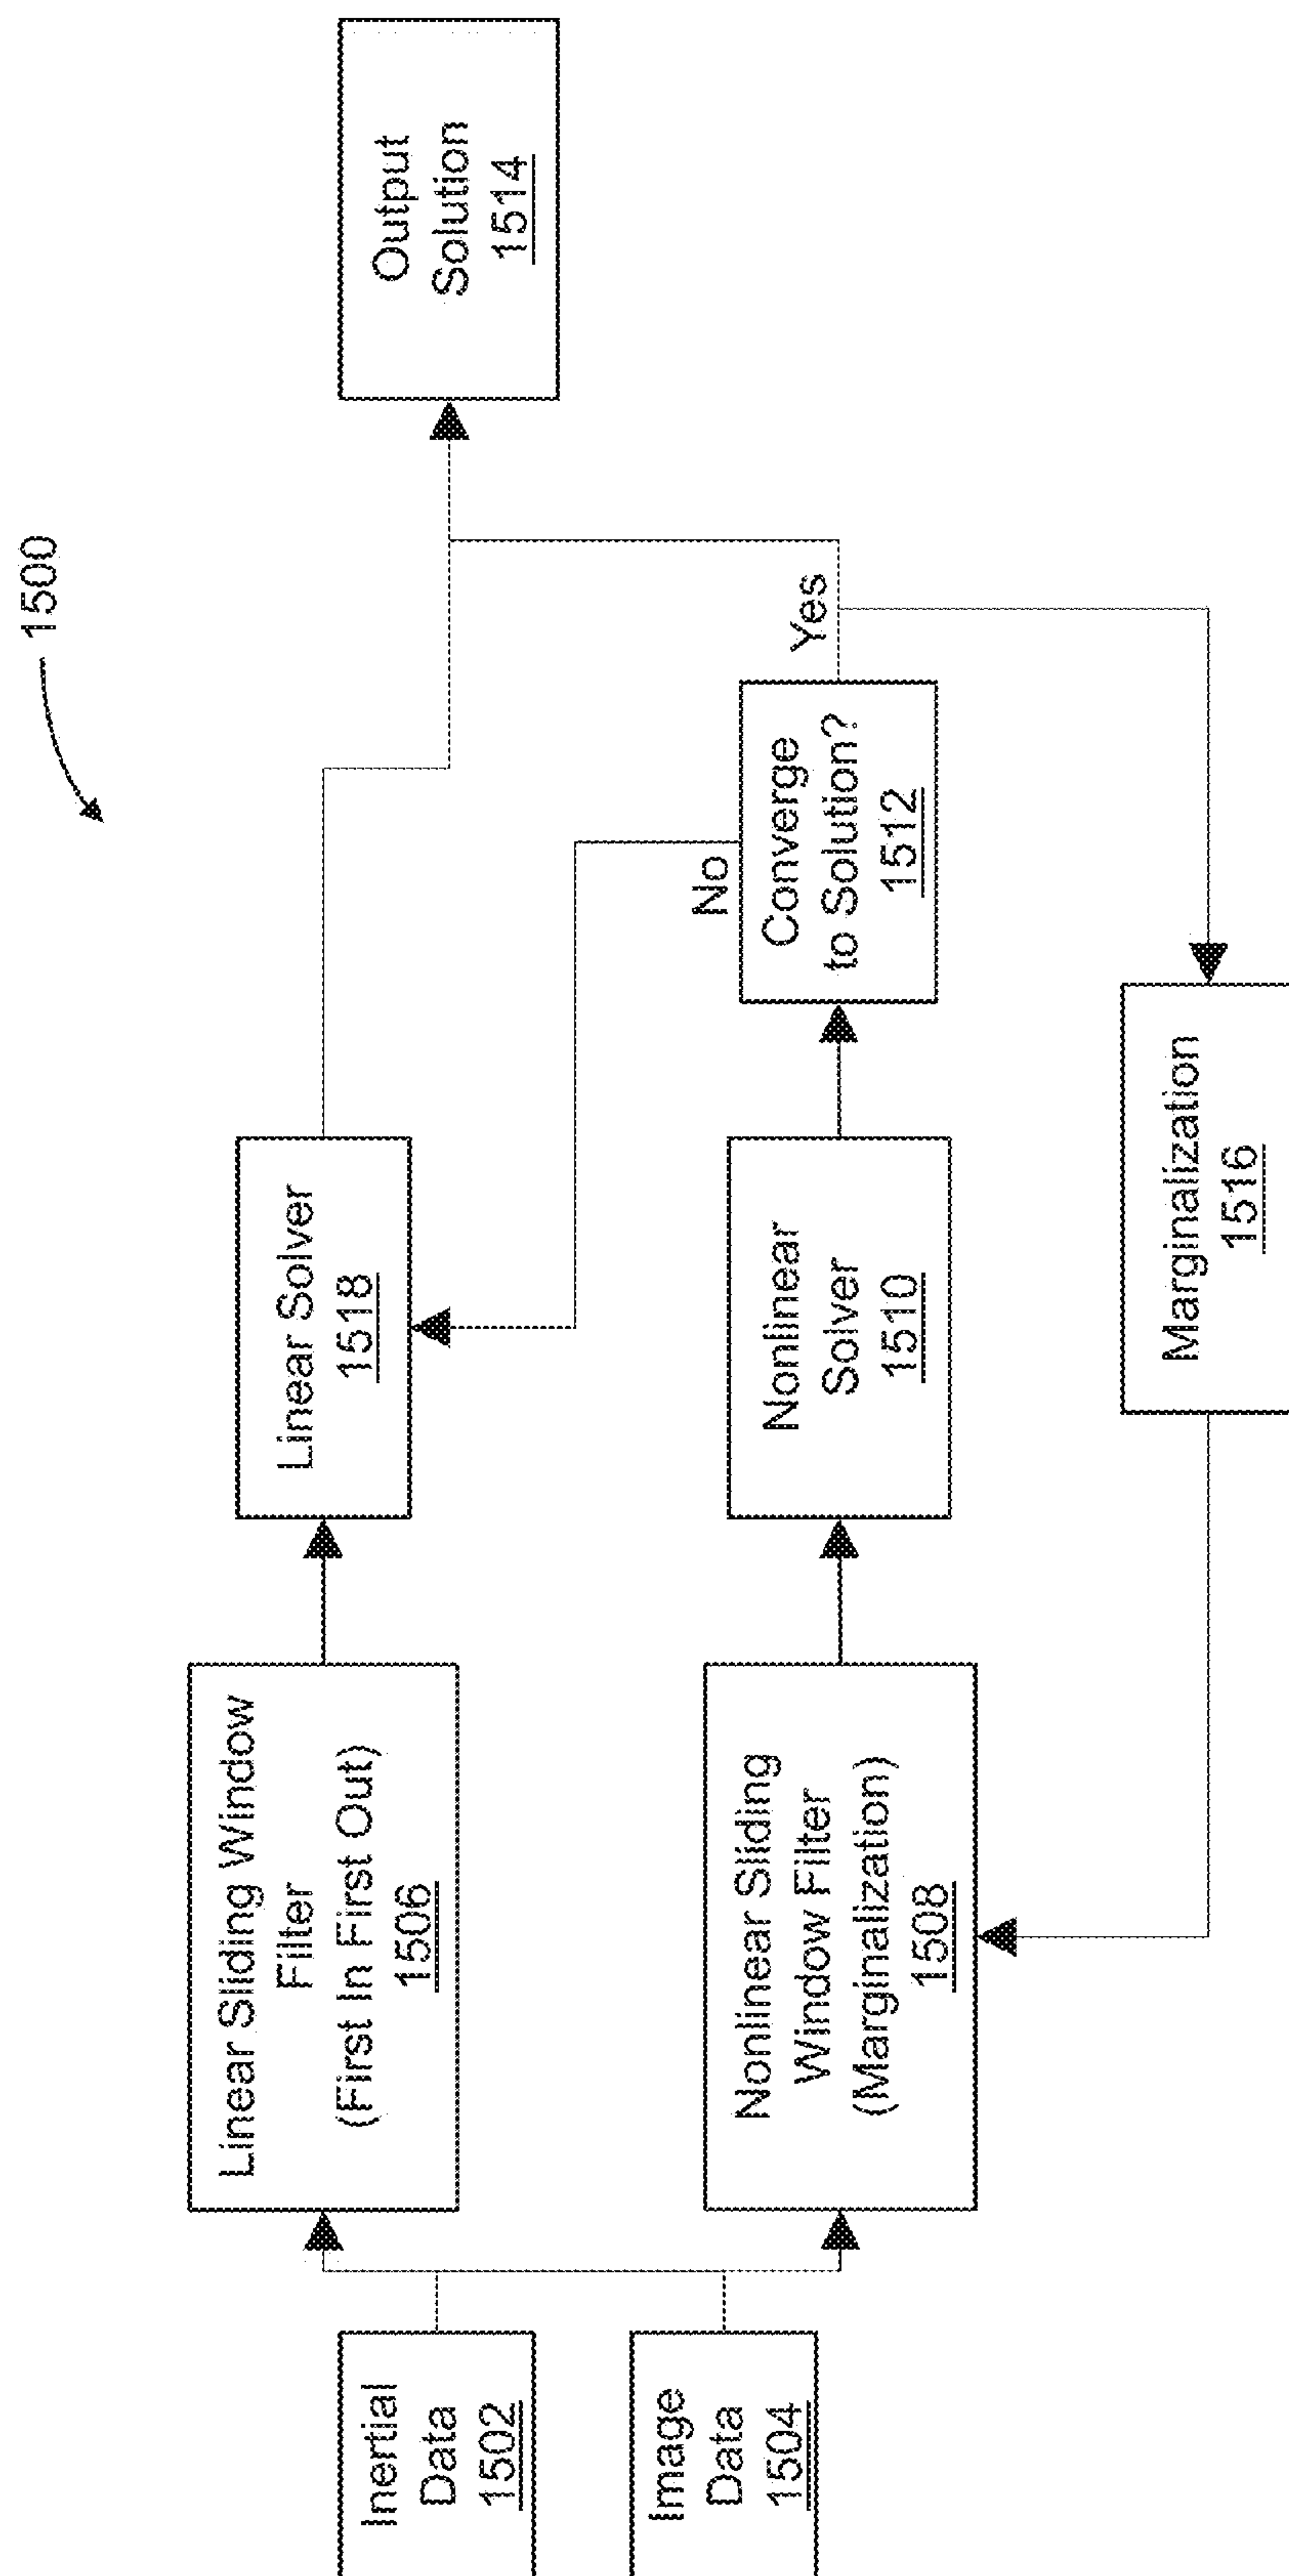 1500
Inertial
Data
1502
Image
Data
1504
Linear Sliding Window
Filter
(First In First Out)
1506
Nonlinear Sliding
Window Filter
(Marginalization)
1508
Linear Solver
1518
Nonlinear
Solver
1510
No
Converge
to Solution?
1512
Yes
Output
Solution
1514
Marginalization
1516